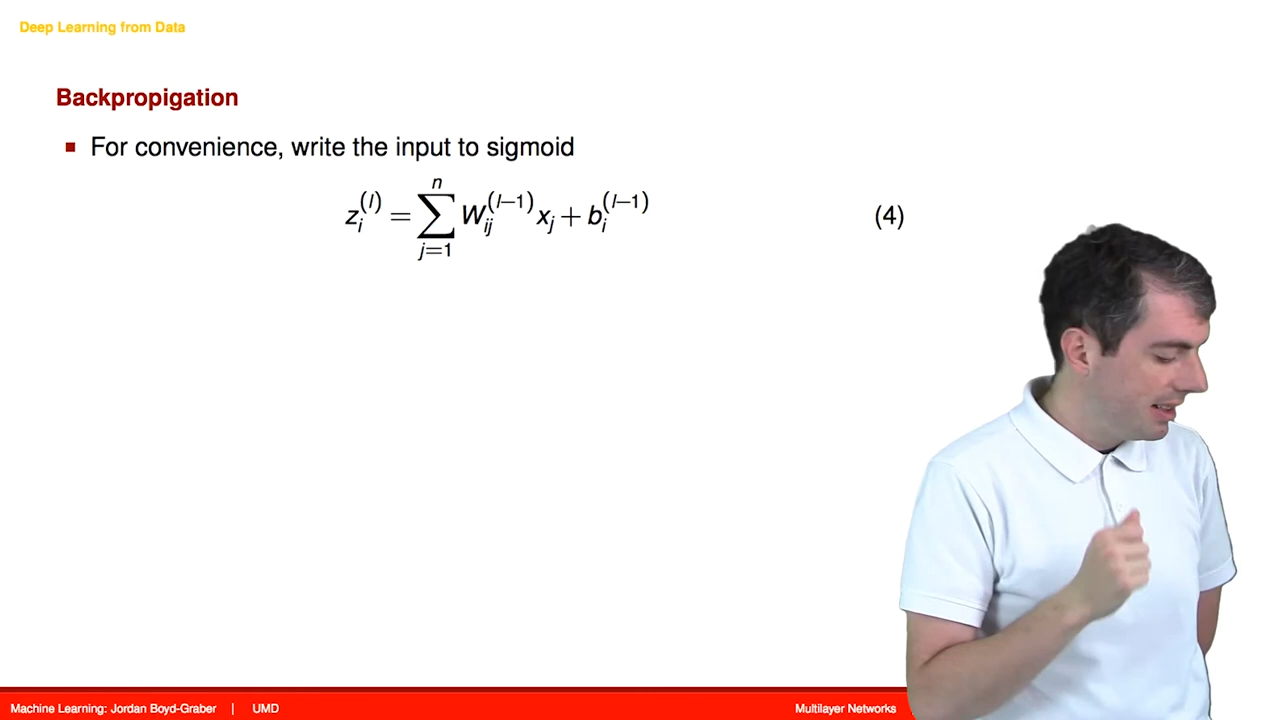 Deep Learning from Data
Backpropigation
For convenience, write the input to sigmoid
z_i^{(l)} = \sum_{j=1}^{n} W_{ij}^{(l-1)} x_j + b_i^{(l-1)} (4)
Machine Learning: Jordan Boyd-Graber | UMD Multilayer Networks